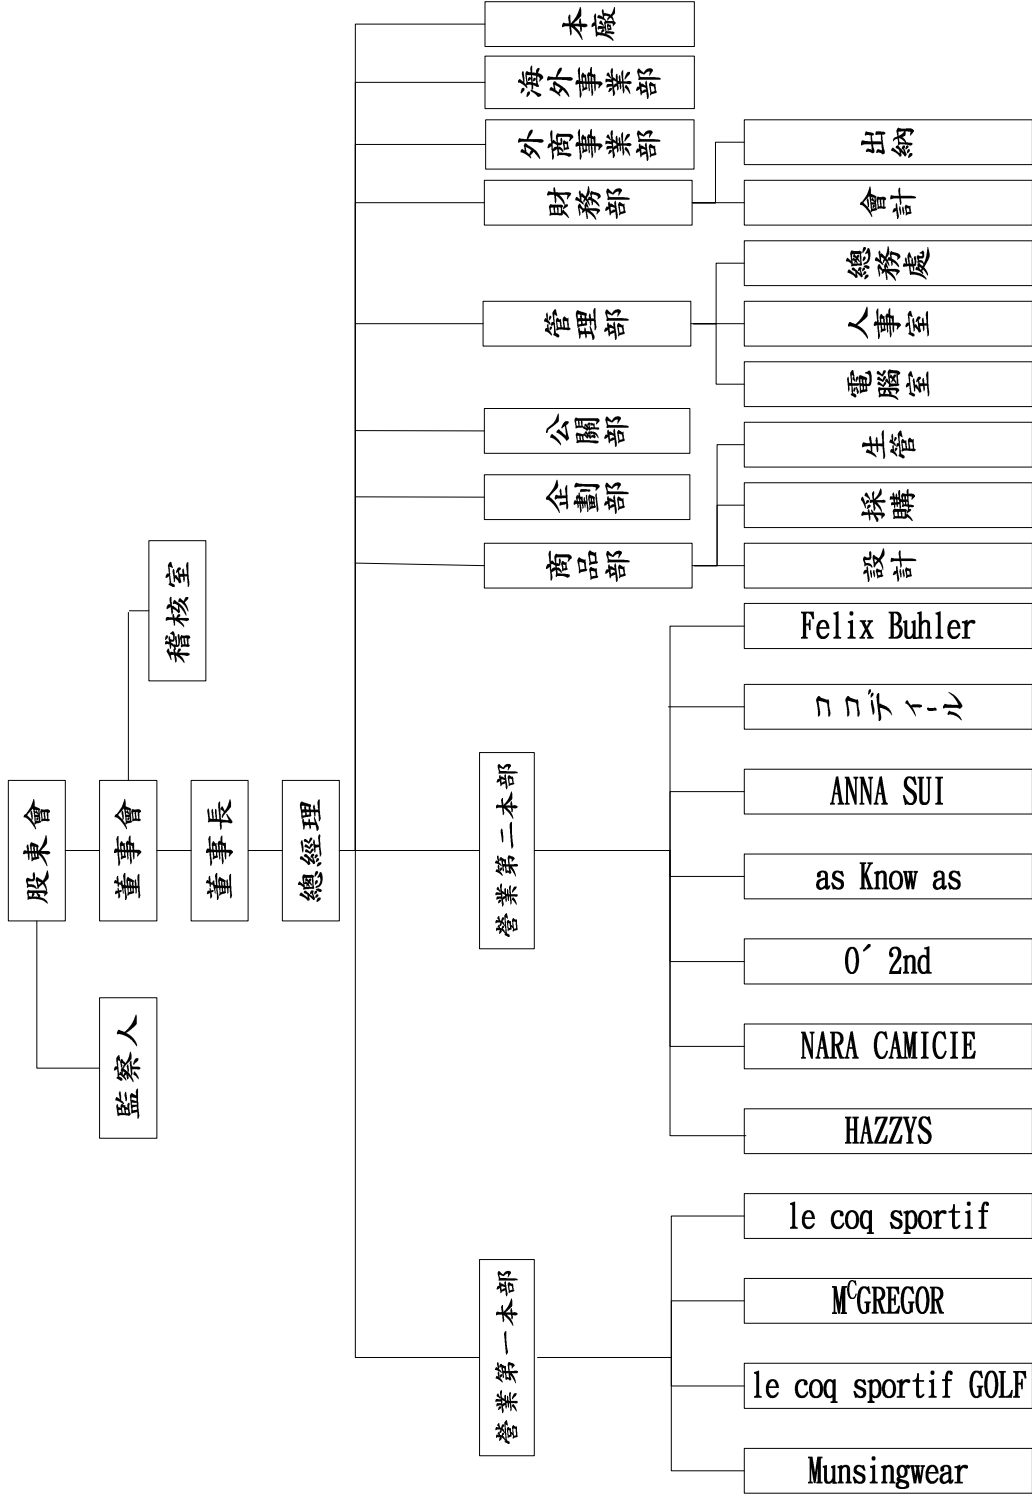 股東會
監察人
董事會
稽核室
董事長
總經理
營業第一本部
營業第二本部
商品部
企劃部
公關部
管理部
財務部
外商事業部
海外事業部
本廠
Munsingwear
le coq sportif GOLF
MCGREGOR
le coq sportif
HAZZYS
NARA CAMICIE
O´ 2nd
as Know as
ANNA SUI
ココディール
Felix Buhler
設計
採購
生管
電腦室
人事室
總務處
會計
出納